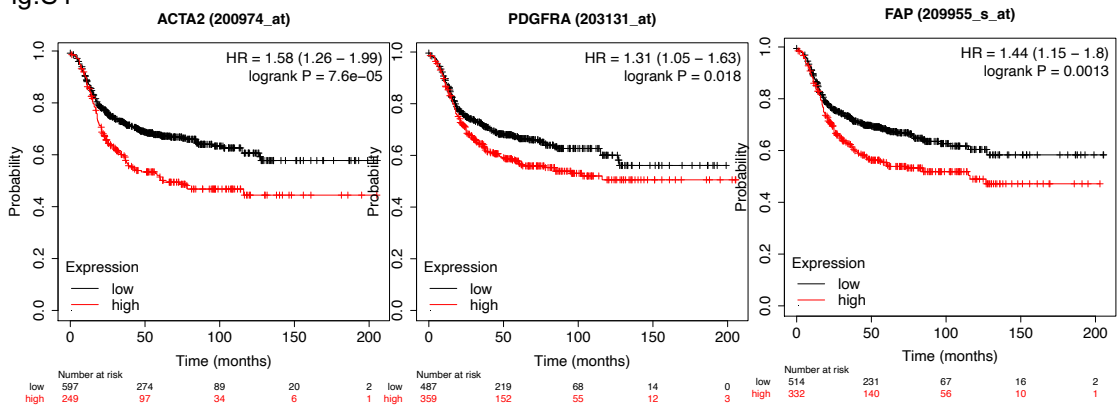 ACTA2 (200974_at)
HR = 1.58 (1.26 − 1.99)
logrank P = 7.6e−05
Probability
1.0
0.8
0.6
0.4
0.2
0.0
Expression
low
high
0 50 100 150 200
Time (months)
Number at risk
low 597 274 89 20 2
high 249 97 34 6 1
PDGFRA (203131_at)
HR = 1.31 (1.05 − 1.63)
logrank P = 0.018
Probability
1.0
0.8
0.6
0.4
0.2
0.0
Expression
low
high
0 50 100 150 200
Time (months)
Number at risk
low 487 219 68 14 0
high 359 152 55 12 3
FAP (209955_s_at)
HR = 1.44 (1.15 − 1.8)
logrank P = 0.0013
Probability
1.0
0.8
0.6
0.4
0.2
0.0
Expression
low
high
0 50 100 150 200
Time (months)
Number at risk
low 514 231 67 16 2
high 332 140 56 10 1